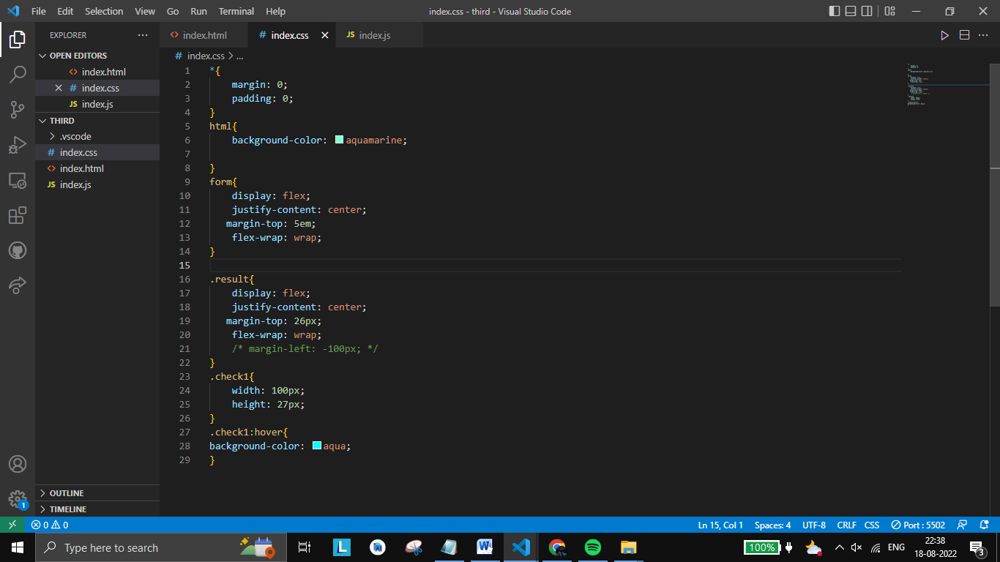 File Edit Selection View Go Run Terminal Help index.css - third - Visual Studio Code
EXPLORER
OPEN EDITORS
index.html
index.css
JS index.js
THIRD
.vscode
# index.css
index.html
JS index.js
OUTLINE
TIMELINE
index.html # index.css JS index.js
# index.css > ...
1 *{
2 margin: 0;
3 padding: 0;
4 }
5 html{
6 background-color: aquamarine;
7
8 }
9 form{
10 display: flex;
11 justify-content: center;
12 margin-top: 5em;
13 flex-wrap: wrap;
14 }
15
16 .result{
17 display: flex;
18 justify-content: center;
19 margin-top: 26px;
20 flex-wrap: wrap;
21 /* margin-left: -100px; */
22 }
23 .check1{
24 width: 100px;
25 height: 27px;
26 }
27 .check1:hover{
28 background-color: aqua;
29 }
1
0 0 Ln 15, Col 1 Spaces: 4 UTF-8 CRLF CSS Port : 5502
Type here to search L W 100% ENG 22:38
18-08-2022 3